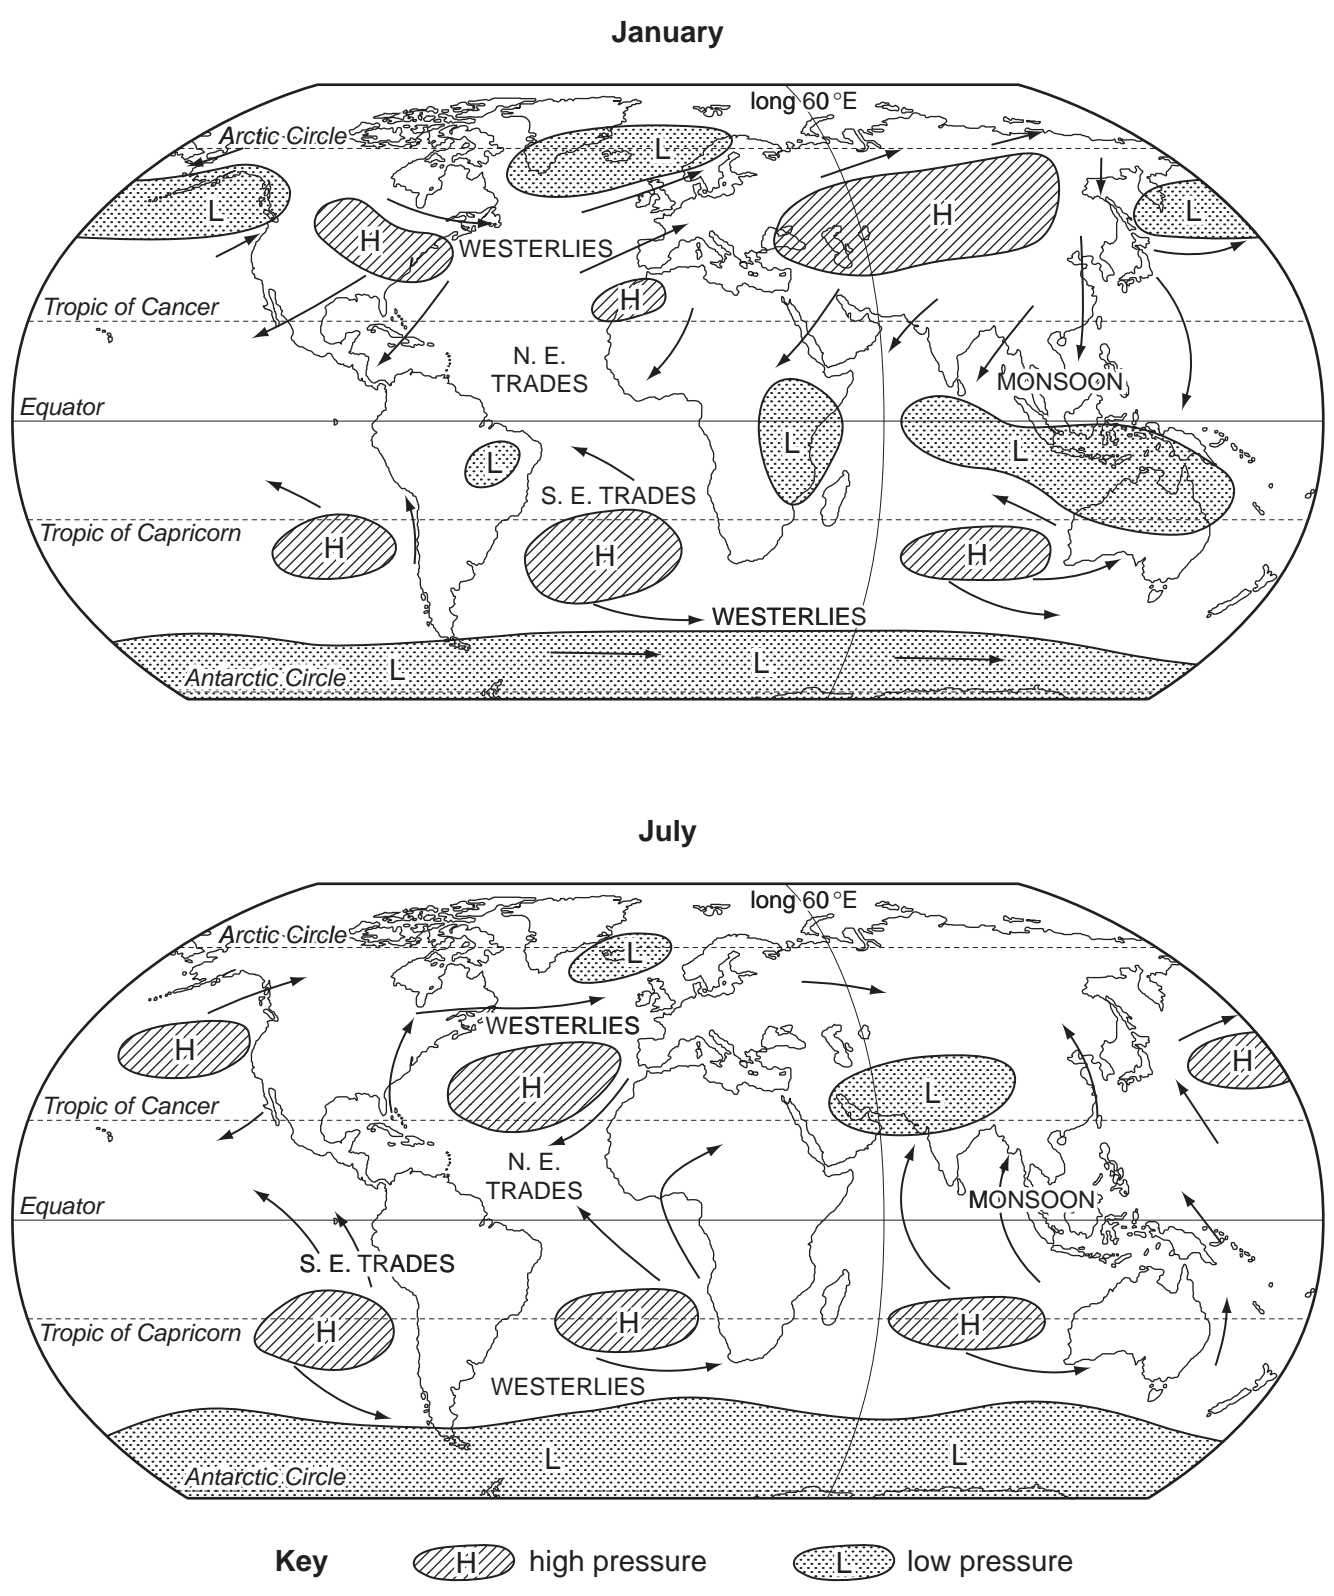 January
long 60 °E
Arctic Circle
L
L
L
H
H
WESTERLIES
H
Tropic of Cancer
N. E.
TRADES
MONSOON
Equator
L
L
L
S. E. TRADES
Tropic of Capricorn
H
H
H
WESTERLIES
L
L
Antarctic Circle
July
long 60 °E
Arctic Circle
L
WESTERLIES
H
H
H
L
Tropic of Cancer
N. E.
TRADES
MONSOON
Equator
S. E. TRADES
Tropic of Capricorn
H
H
H
WESTERLIES
L
L
Antarctic Circle
Key
H
high pressure
L
low pressure